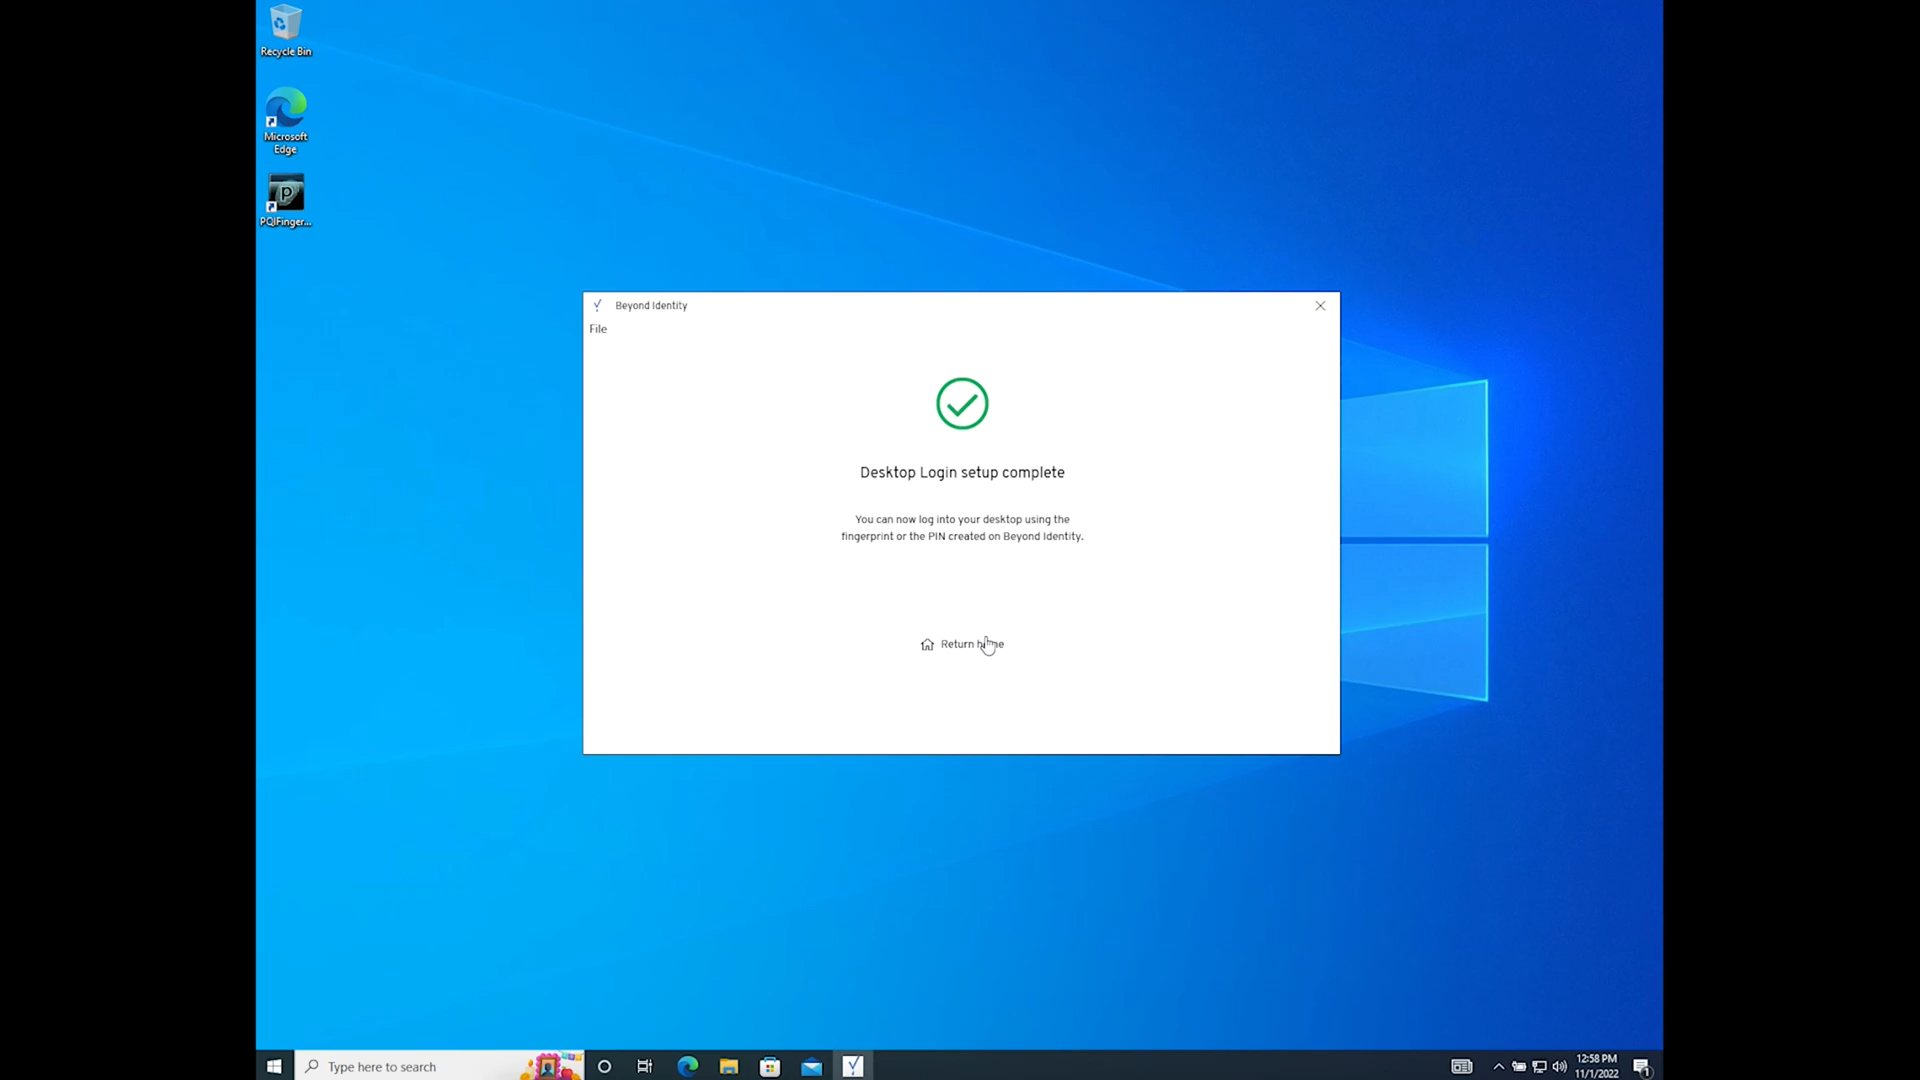 Recycle Bin
Microsoft
Edge
PQIFinger...
Beyond Identity
File
Desktop Login setup complete
You can now log into your desktop using the
fingerprint or the PIN created on Beyond Identity.
Return home
Type here to search
12:58 PM
11/1/2022
1